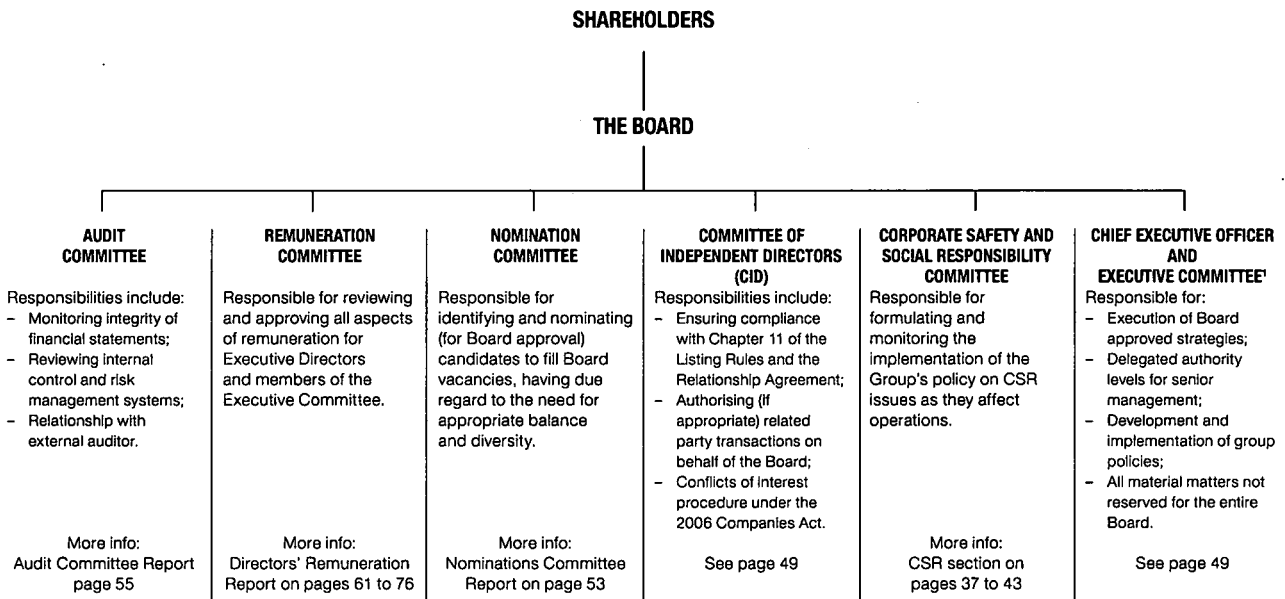 SHAREHOLDERS
THE BOARD
AUDIT
COMMITTEE
Responsibilities include:
– Monitoring integrity of
financial statements;
– Reviewing internal
control and risk
management systems;
– Relationship with
external auditor.
More info:
Audit Committee Report
page 55
REMUNERATION
COMMITTEE
Responsible for reviewing
and approving all aspects
of remuneration for
Executive Directors
and members of the
Executive Committee.
More info:
Directors' Remuneration
Report on pages 61 to 76
NOMINATION
COMMITTEE
Responsible for
identifying and nominating
(for Board approval)
candidates to fill Board
vacancies, having due
regard to the need for
appropriate balance
and diversity.
More info:
Nominations Committee
Report on page 53
COMMITTEE OF
INDEPENDENT DIRECTORS
(CID)
Responsibilities include:
– Ensuring compliance
with Chapter 11 of the
Listing Rules and the
Relationship Agreement;
– Authorising (if
appropriate) related
party transactions on
behalf of the Board;
– Conflicts of interest
procedure under the
2006 Companies Act.
See page 49
CORPORATE SAFETY AND
SOCIAL RESPONSIBILITY
COMMITTEE
Responsible for
formulating and
monitoring the
implementation of the
Group's policy on CSR
issues as they affect
operations.
More info:
CSR section on
pages 37 to 43
CHIEF EXECUTIVE OFFICER
AND
EXECUTIVE COMMITTEE¹
Responsible for:
– Execution of Board
approved strategies;
– Delegated authority
levels for senior
management;
– Development and
implementation of group
policies;
– All material matters not
reserved for the entire
Board.
See page 49